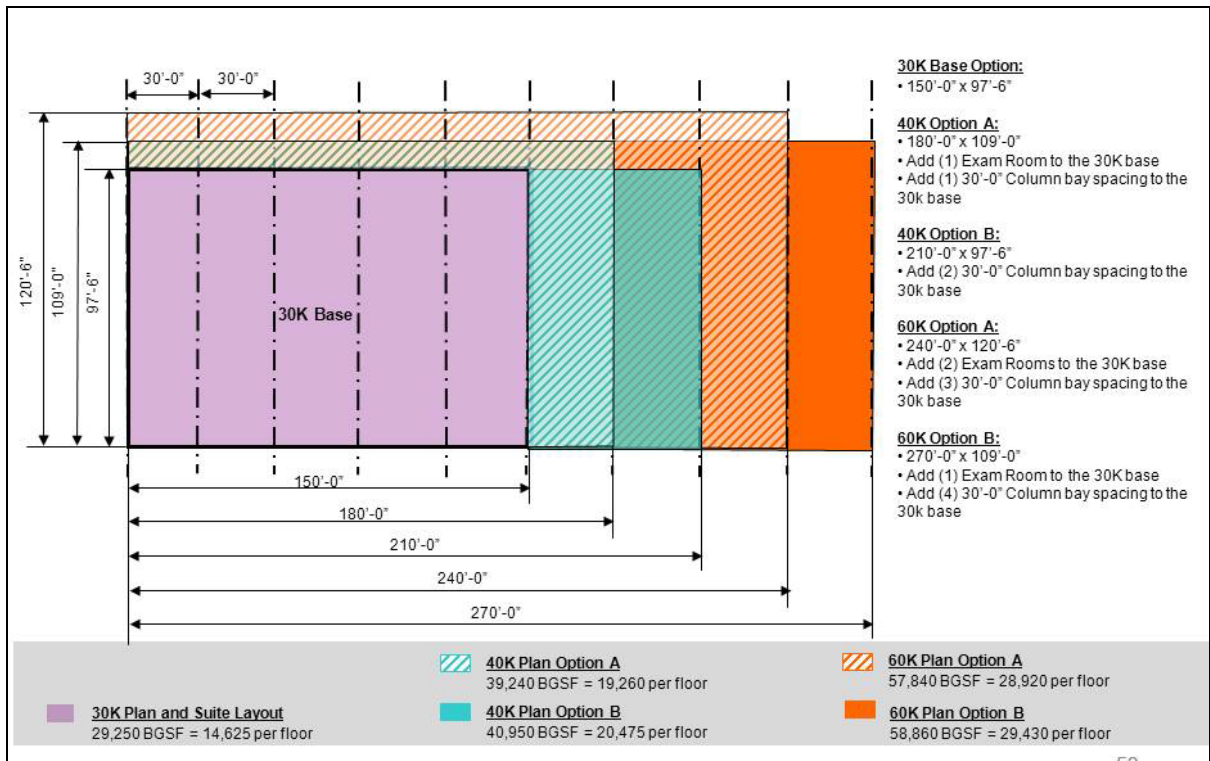 30'-0"
30'-0"
120'-6"
109'-0"
97'-6"
30K Base
150'-0"
180'-0"
210'-0"
240'-0"
270'-0"
30K Base Option:
• 150'-0" x 97'-6"
40K Option A:
• 180'-0" x 109'-0"
• Add (1) Exam Room to the 30K base
• Add (1) 30'-0" Column bay spacing to the
30k base
40K Option B:
• 210'-0" x 97'-6"
• Add (2) 30'-0" Column bay spacing to the
30k base
60K Option A:
• 240'-0" x 120'-6"
• Add (2) Exam Rooms to the 30K base
• Add (3) 30'-0" Column bay spacing to the
30k base
60K Option B:
• 270'-0" x 109'-0"
• Add (1) Exam Room to the 30K base
• Add (4) 30'-0" Column bay spacing to the
30k base
30K Plan and Suite Layout
29,250 BGSF = 14,625 per floor
40K Plan Option A
39,240 BGSF = 19,260 per floor
40K Plan Option B
40,950 BGSF = 20,475 per floor
60K Plan Option A
57,840 BGSF = 28,920 per floor
60K Plan Option B
58,860 BGSF = 29,430 per floor